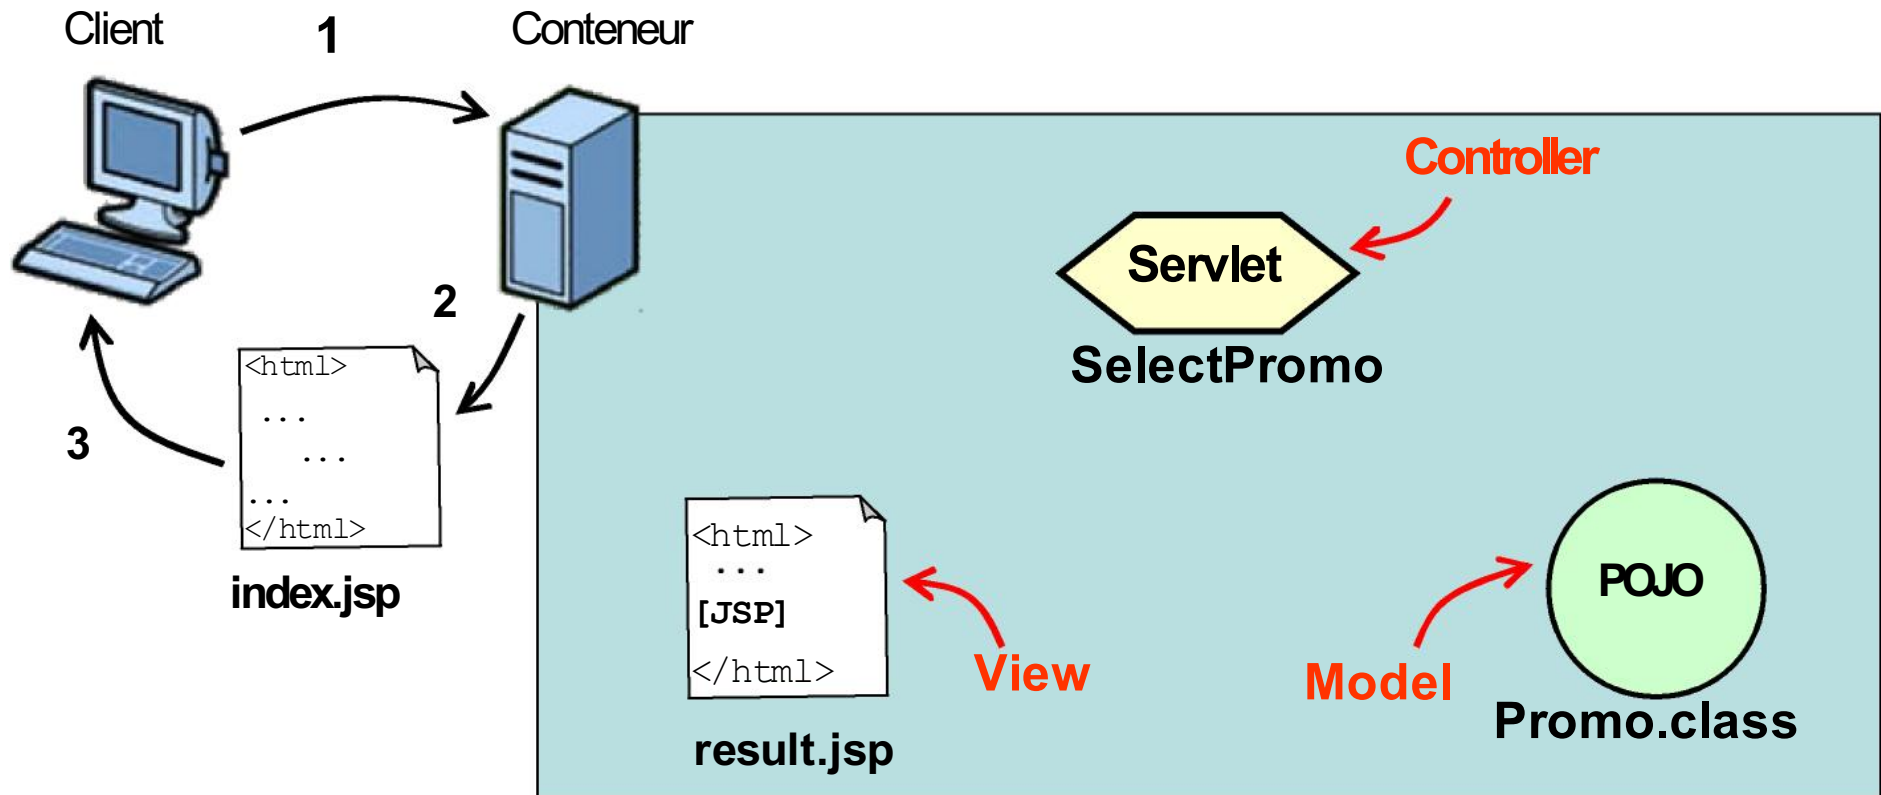 Client
1
Conteneur
Controller
Servlet
SelectPromo
2
<html>
...
...
...
</html>
3
index.jsp
<html>
...
[JSP]
</html>
View
result.jsp
POJO
Model
Promo.class